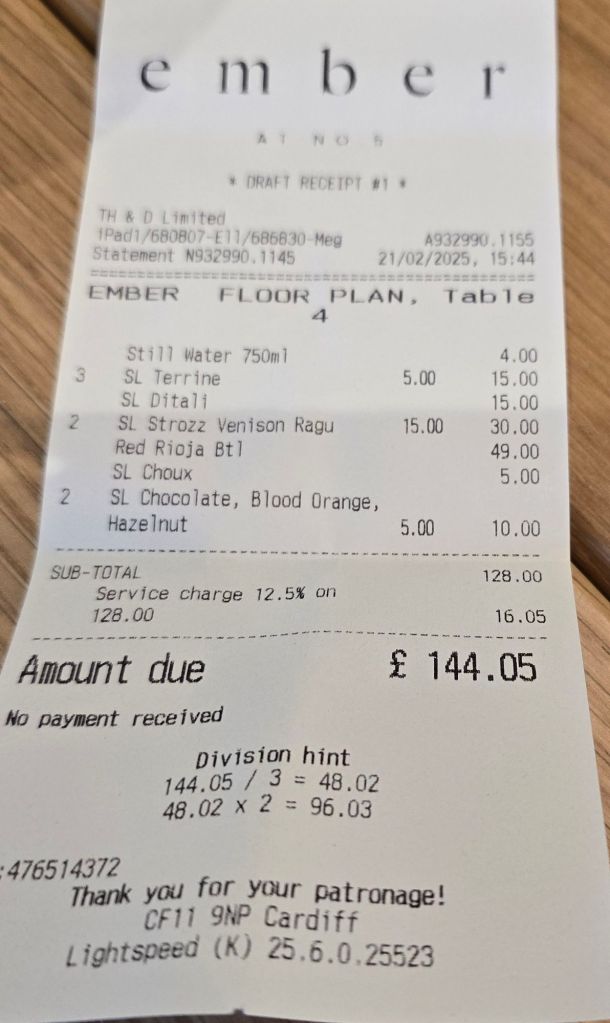 ember
AT NO 5
* DRAFT RECEIPT #1 *
TH & D Limited
iPad1/680807-E11/686830-Meg A932990.1155
Statement N932990.1145 21/02/2025, 15:44
EMBER FLOOR PLAN, Table
4
Still Water 750ml 4.00
3 SL Terrine 5.00 15.00
SL Ditali 15.00
2 SL Strozz Venison Ragu 15.00 30.00
Red Rioja Btl 49.00
SL Choux 5.00
2 SL Chocolate, Blood Orange,
Hazelnut 5.00 10.00
SUB-TOTAL 128.00
Service charge 12.5% on
128.00 16.05
Amount due £ 144.05
No payment received
Division hint
144.05 / 3 = 48.02
48.02 x 2 = 96.03
:476514372
Thank you for your patronage!
CF11 9NP Cardiff
Lightspeed (K) 25.6.0.25523